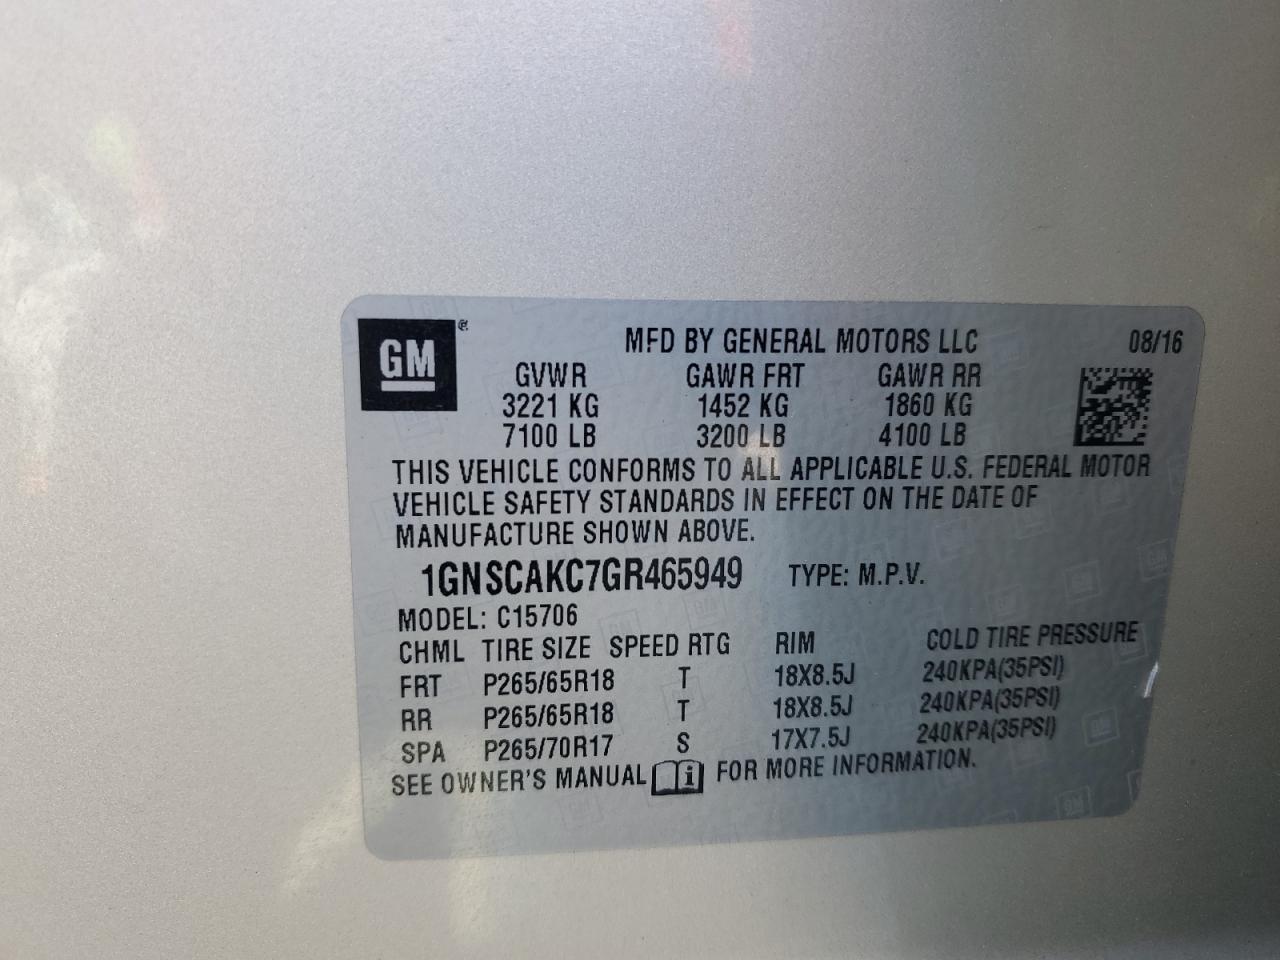 GM
MFD BY GENERAL MOTORS LLC 08/16
GVWR GAWR FRT GAWR RR
3221 KG 1452 KG 1860 KG
7100 LB 3200 LB 4100 LB
THIS VEHICLE CONFORMS TO ALL APPLICABLE U.S. FEDERAL MOTOR
VEHICLE SAFETY STANDARDS IN EFFECT ON THE DATE OF
MANUFACTURE SHOWN ABOVE.
1GNSCAKC7GR465949 TYPE: M.P.V.
MODEL: C15706
CHML TIRE SIZE SPEED RTG RIM COLD TIRE PRESSURE
FRT P265/65R18 T 18X8.5J 240KPA(35PSI)
RR P265/65R18 T 18X8.5J 240KPA(35PSI)
SPA P265/70R17 S 17X7.5J 240KPA(35PSI)
SEE OWNER'S MANUAL i FOR MORE INFORMATION.